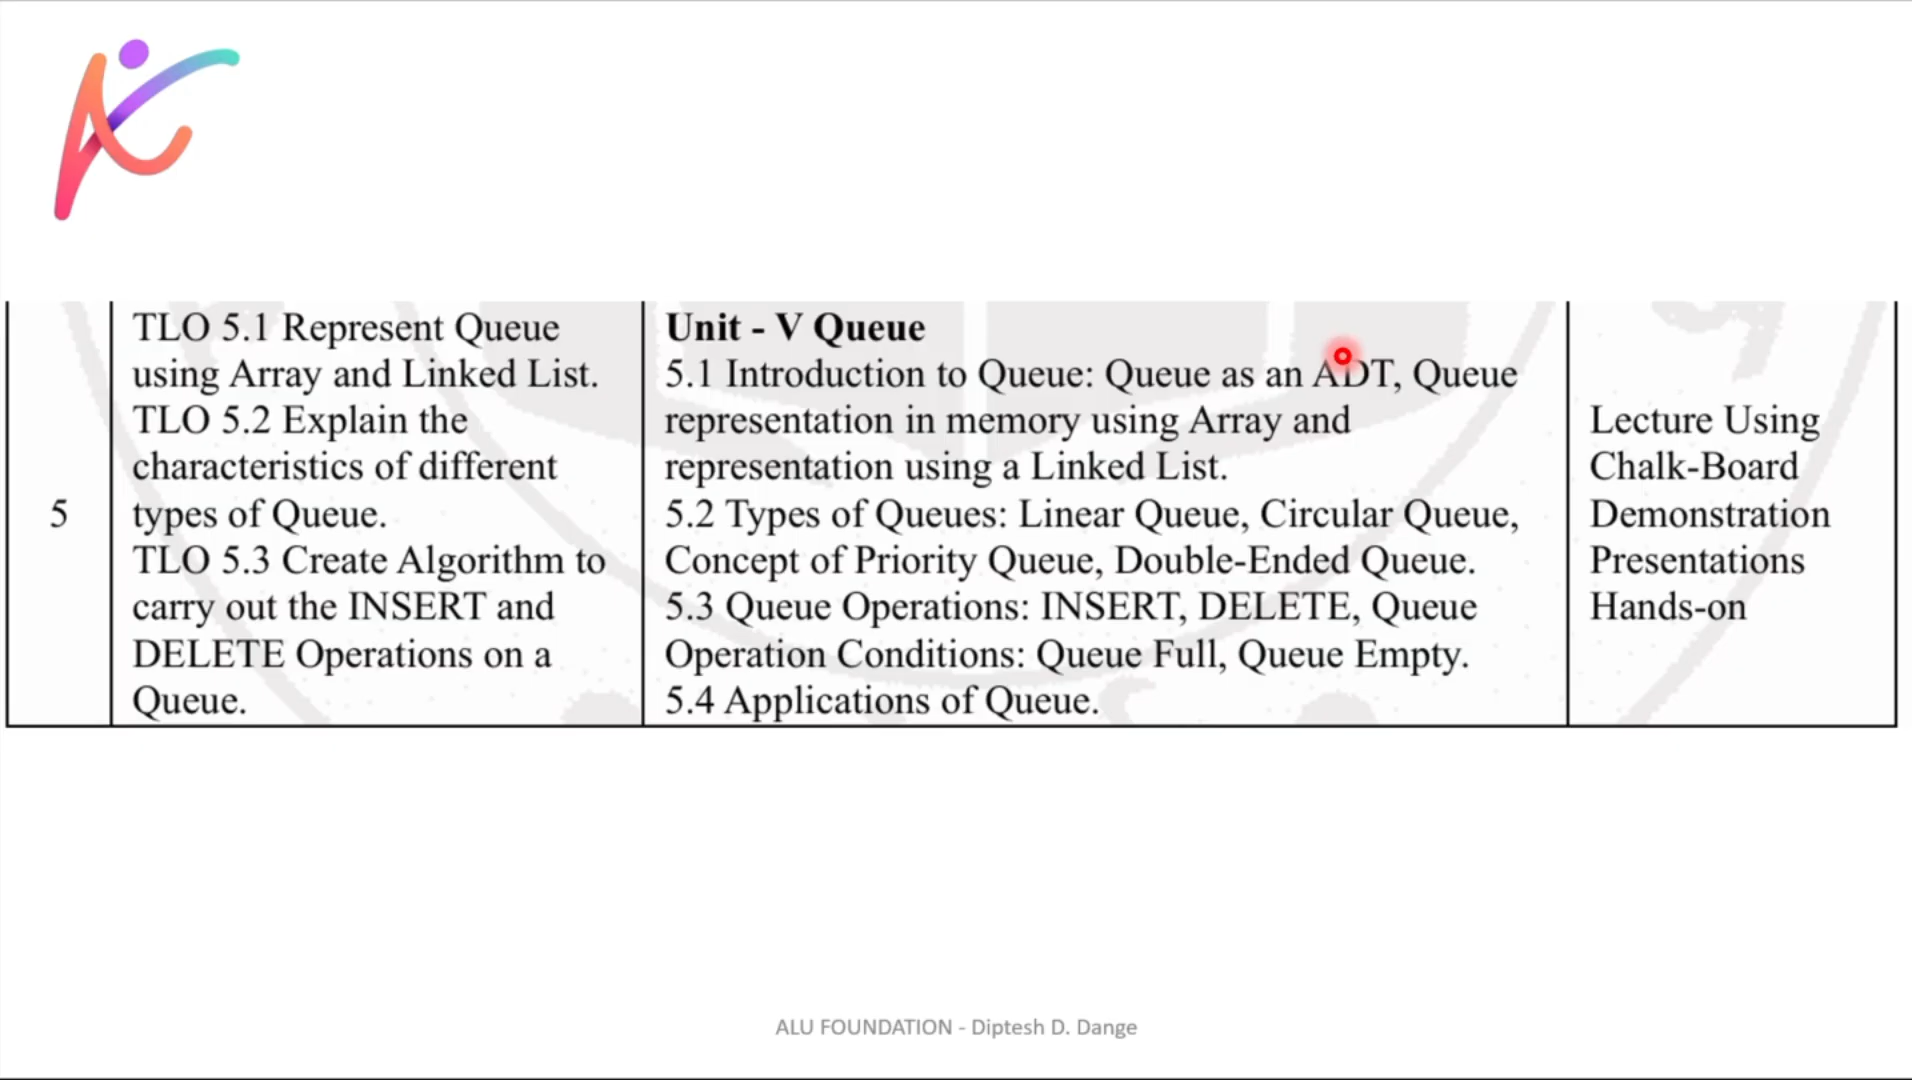 5
TLO 5.1 Represent Queue
using Array and Linked List.
TLO 5.2 Explain the
characteristics of different
types of Queue.
TLO 5.3 Create Algorithm to
carry out the INSERT and
DELETE Operations on a
Queue.
Unit - V Queue
5.1 Introduction to Queue: Queue as an ADT, Queue
representation in memory using Array and
representation using a Linked List.
5.2 Types of Queues: Linear Queue, Circular Queue,
Concept of Priority Queue, Double-Ended Queue.
5.3 Queue Operations: INSERT, DELETE, Queue
Operation Conditions: Queue Full, Queue Empty.
5.4 Applications of Queue.
Lecture Using
Chalk-Board
Demonstration
Presentations
Hands-on
ALU FOUNDATION - Diptesh D. Dange